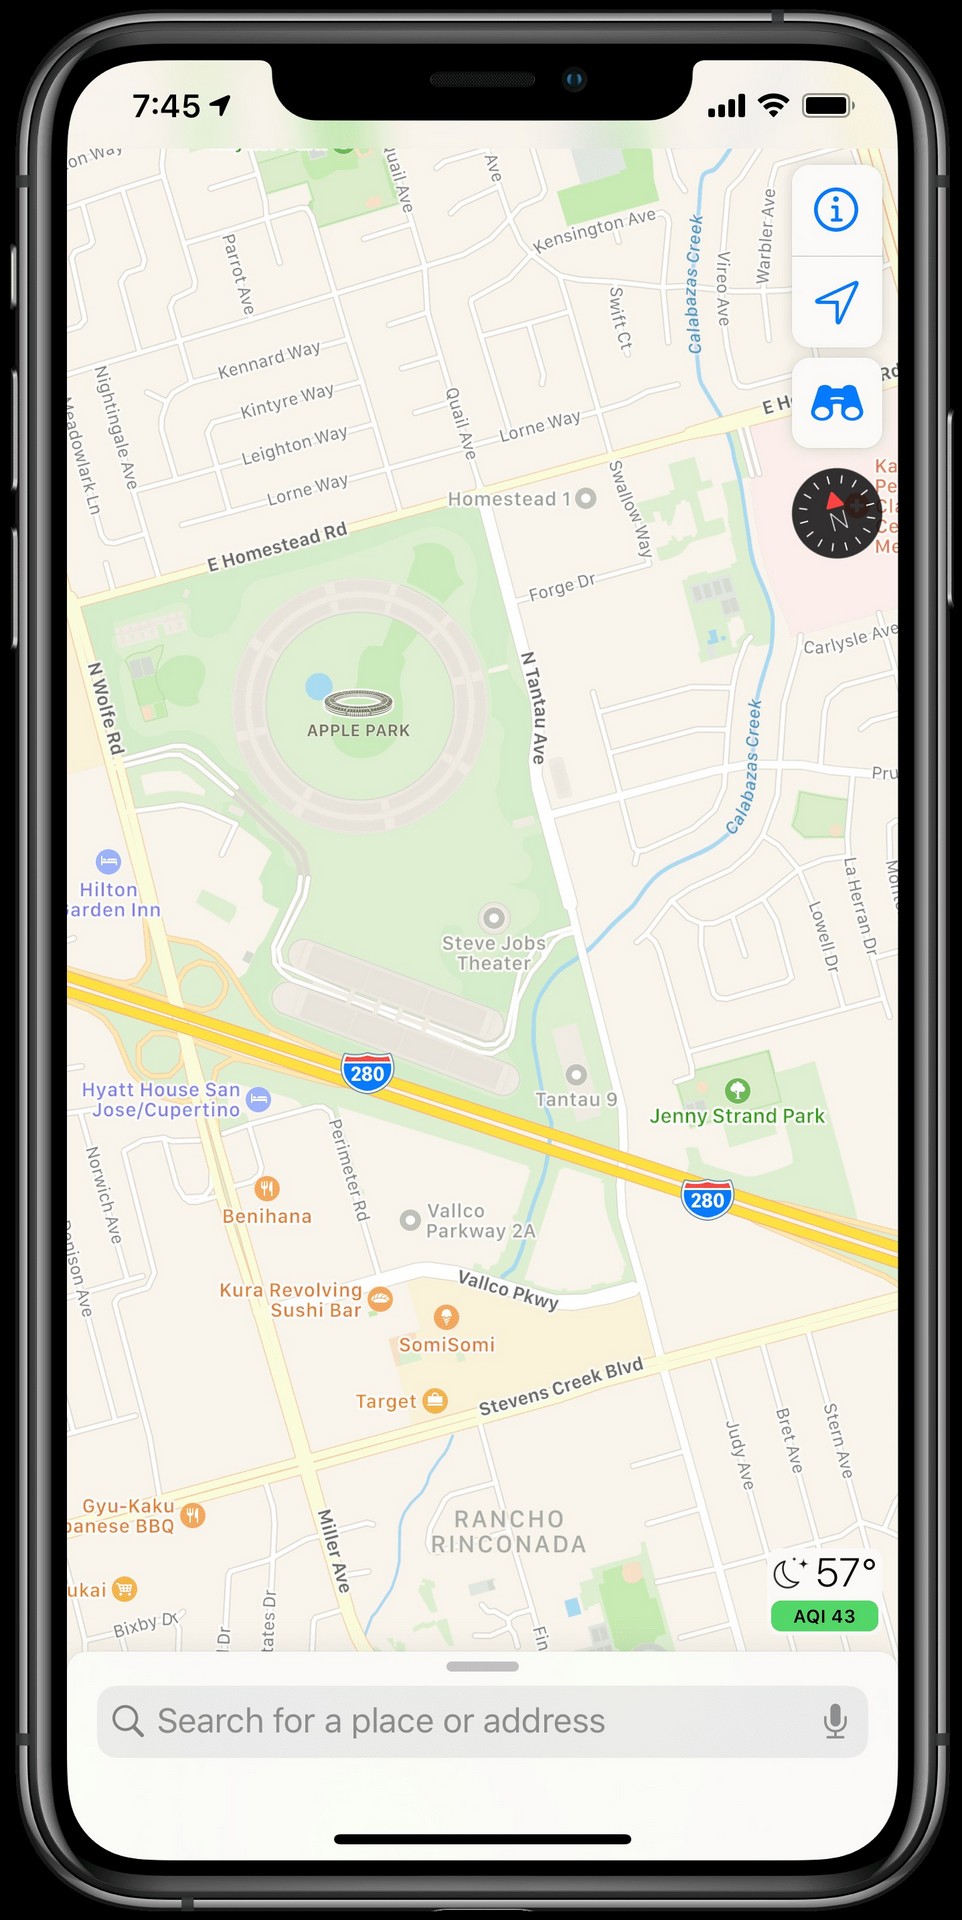 7:45
on Way
Quail Ave
Ave
Kensington Ave
Calabazas Creek
Vireo Ave
Warbler Ave
Parrot Ave
Swift Ct
Kennard Way
Nightingale Ave
Meadowlark Ln
Kintyre Way
Quail Ave
Leighton Way
Lorne Way
E Ho
Rd
Lorne Way
Homestead 1
Swallow Way
Ka
Pe
Cla
Ce
Me
N
E Homestead Rd
Forge Dr
Carlysle Ave
N Wolfe Rd
N Tantau Ave
APPLE PARK
Calabazas Creek
Pru
Hilton
Garden Inn
La Herran Dr
Lowell Dr
Steve Jobs
Theater
280
Hyatt House San
Jose/Cupertino
Tantau 9
Jenny Strand Park
Norwich Ave
Perimeter Rd
280
Benihana
Vallco
Parkway 2A
enison Ave
Kura Revolving
Sushi Bar
Vallco Pkwy
SomiSomi
Target
Stevens Creek Blvd
Judy Ave
Bret Ave
Stern Ave
Gyu-Kaku
panese BBQ
Miller Ave
RANCHO
RINCONADA
57°
AQI 43
ukai
Bixby Dr
Dr
tates Dr
Fin
Search for a place or address